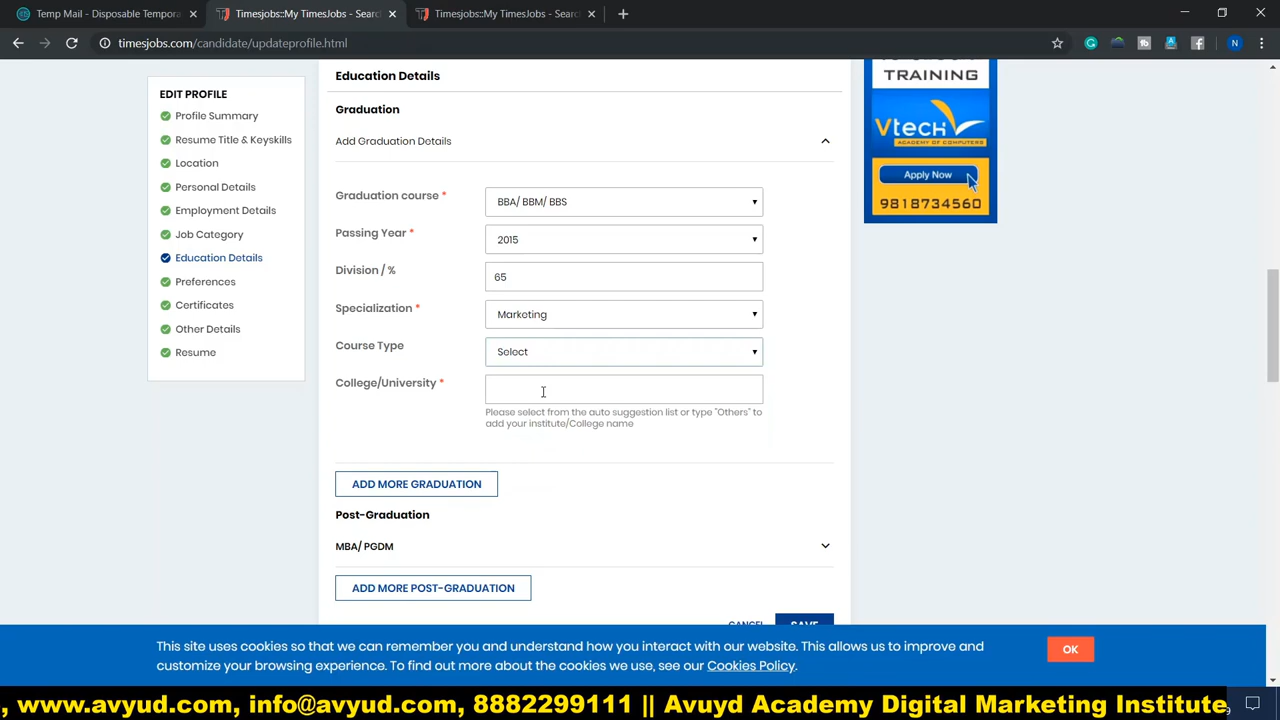 Temp Mail - Disposable Tempora
Timesjobs::My TimesJobs - Searc
Timesjobs::My TimesJobs - Searc
timesjobs.com/candidate/updateprofile.html
N
EDIT PROFILE
Profile Summary
Resume Title & Keyskills
Location
Personal Details
Employment Details
Job Category
Education Details
Preferences
Certificates
Other Details
Resume
Education Details
Graduation
Add Graduation Details
Graduation course *
BBA/ BBM/ BBS
Passing Year *
2015
Division / %
65
Specialization *
Marketing
Course Type
Select
College/University *
Please select from the auto suggestion list or type "Others" to
add your institute/College name
ADD MORE GRADUATION
Post-Graduation
MBA/ PGDM
ADD MORE POST-GRADUATION
CANCEL
SAVE
TRAINING
Vtech
ACADEMY OF COMPUTERS
Apply Now
9818734560
This site uses cookies so that we can remember you and understand how you interact with our website. This allows us to improve and
customize your browsing experience. To find out more about the cookies we use, see our Cookies Policy.
OK
, www.avyud.com, info@avyud.com, 8882299111 || Avuyd Academy Digital Marketing Institute